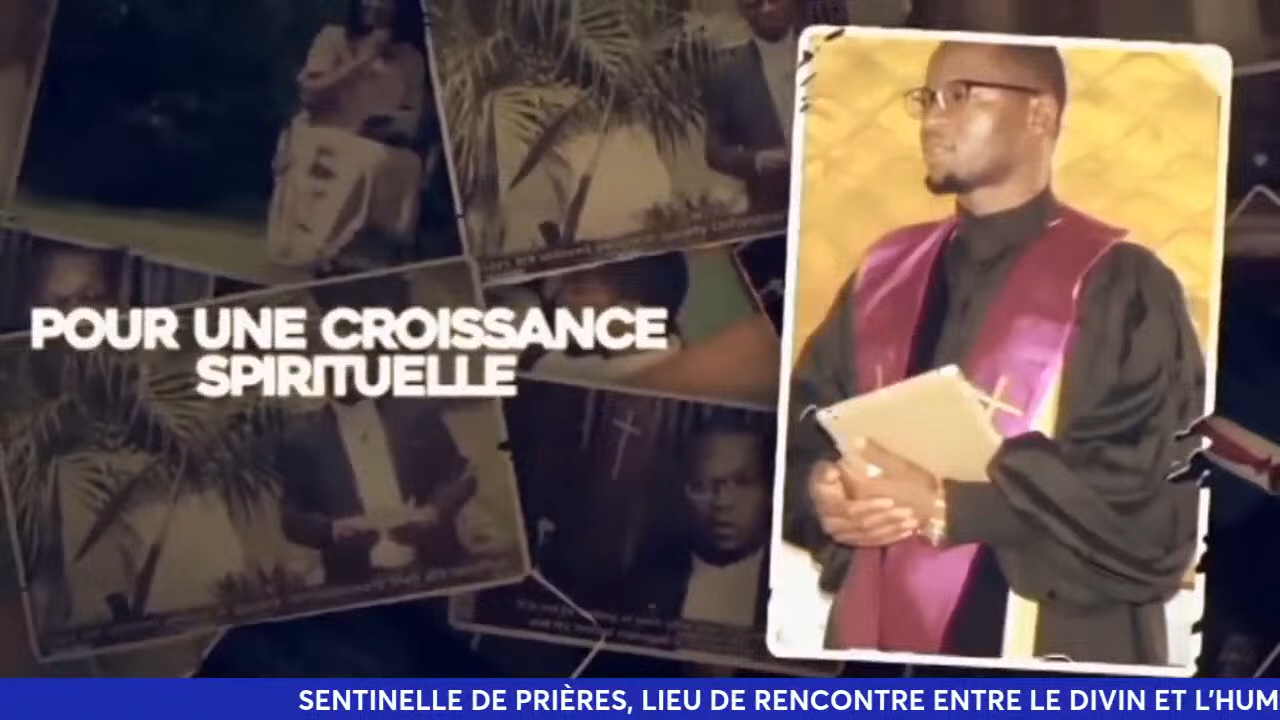 POUR UNE CROISSANCE
SPIRITUELLE
SENTINELLE DE PRIÈRES, LIEU DE RENCONTRE ENTRE LE DIVIN ET L'HUM